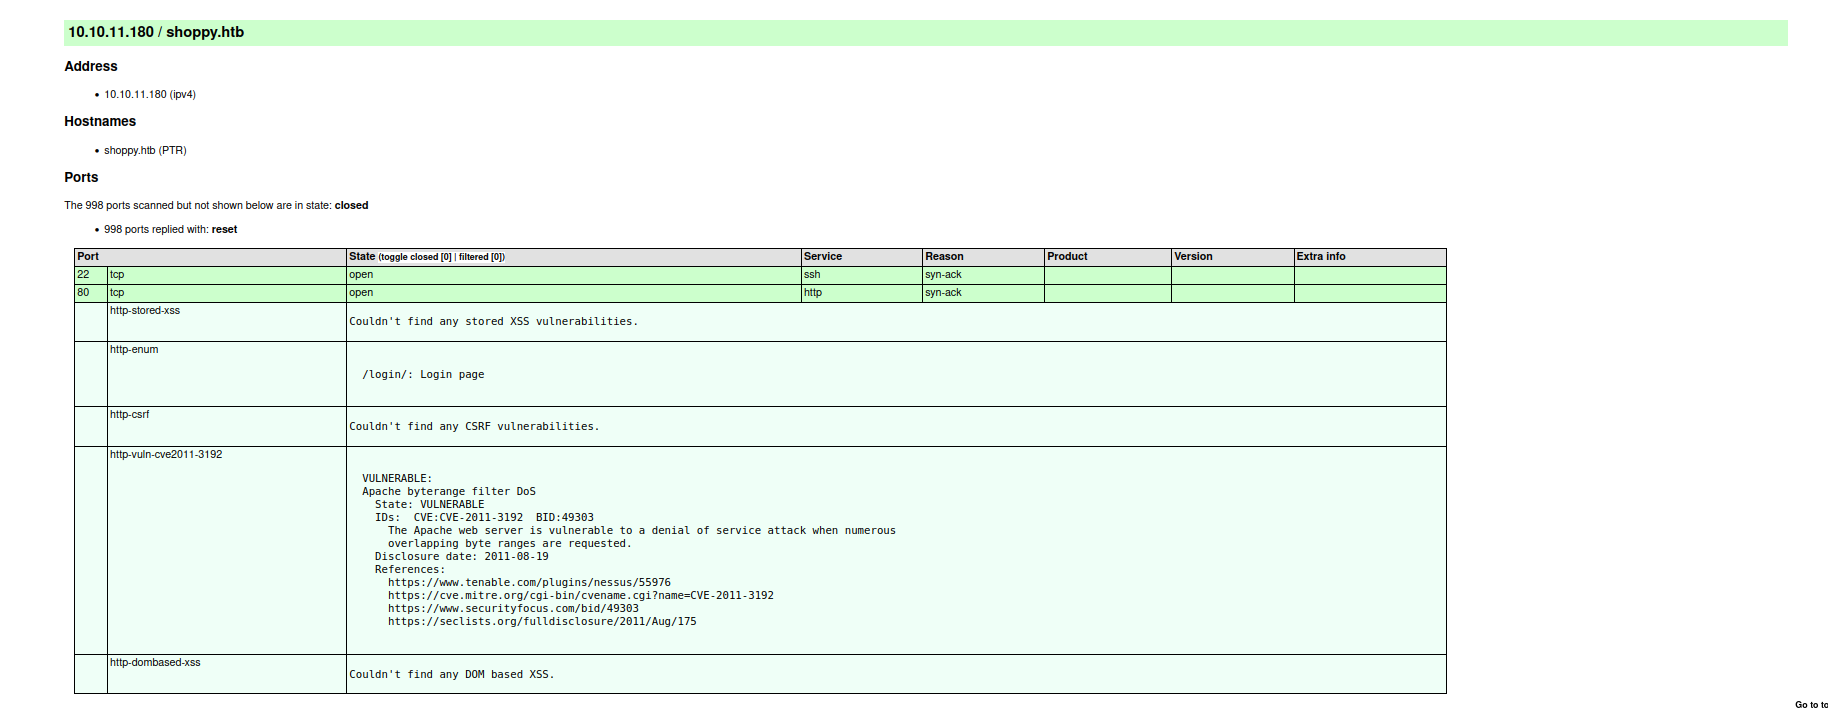 10.10.11.180 / shoppy.htb
Address
• 10.10.11.180 (ipv4)
Hostnames
• shoppy.htb (PTR)
Ports
The 998 ports scanned but not shown below are in state: closed
• 998 ports replied with: reset
Port State (toggle closed [0] | filtered [0]) Service Reason Product Version Extra info
22 tcp open ssh syn-ack
80 tcp open http syn-ack
http-stored-xss
Couldn't find any stored XSS vulnerabilities.
http-enum
/login/: Login page
http-csrf
Couldn't find any CSRF vulnerabilities.
http-vuln-cve2011-3192
VULNERABLE:
Apache byterange filter DoS
State: VULNERABLE
IDs:  CVE:CVE-2011-3192  BID:49303
The Apache web server is vulnerable to a denial of service attack when numerous
overlapping byte ranges are requested.
Disclosure date: 2011-08-19
References:
https://www.tenable.com/plugins/nessus/55976
https://cve.mitre.org/cgi-bin/cvename.cgi?name=CVE-2011-3192
https://www.securityfocus.com/bid/49303
https://seclists.org/fulldisclosure/2011/Aug/175
http-dombased-xss
Couldn't find any DOM based XSS.
Go to to